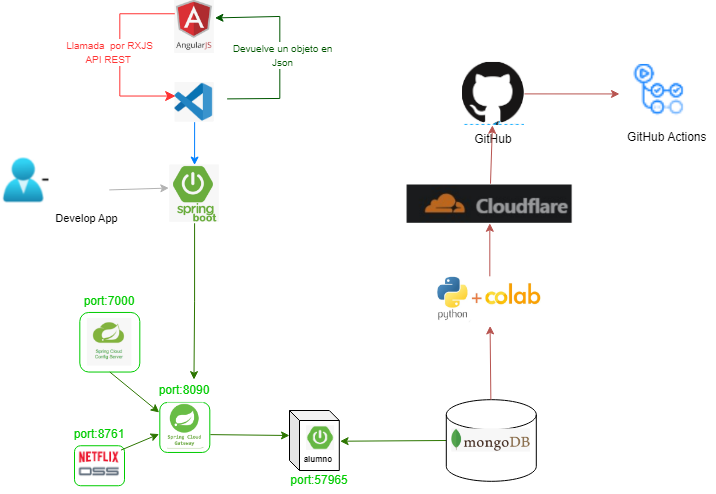 AngularJS
Llamada por RXJS
API REST
Devuelve un objeto en
Json
GitHub
GitHub Actions
spring
boot
Develop App
Cloudflare
python
+
colab
port:7000
Spring Cloud
Config Server
port:8090
Spring Cloud
Gateway
port:8761
NETFLIX
OSS
alumno
port:57965
mongoDB